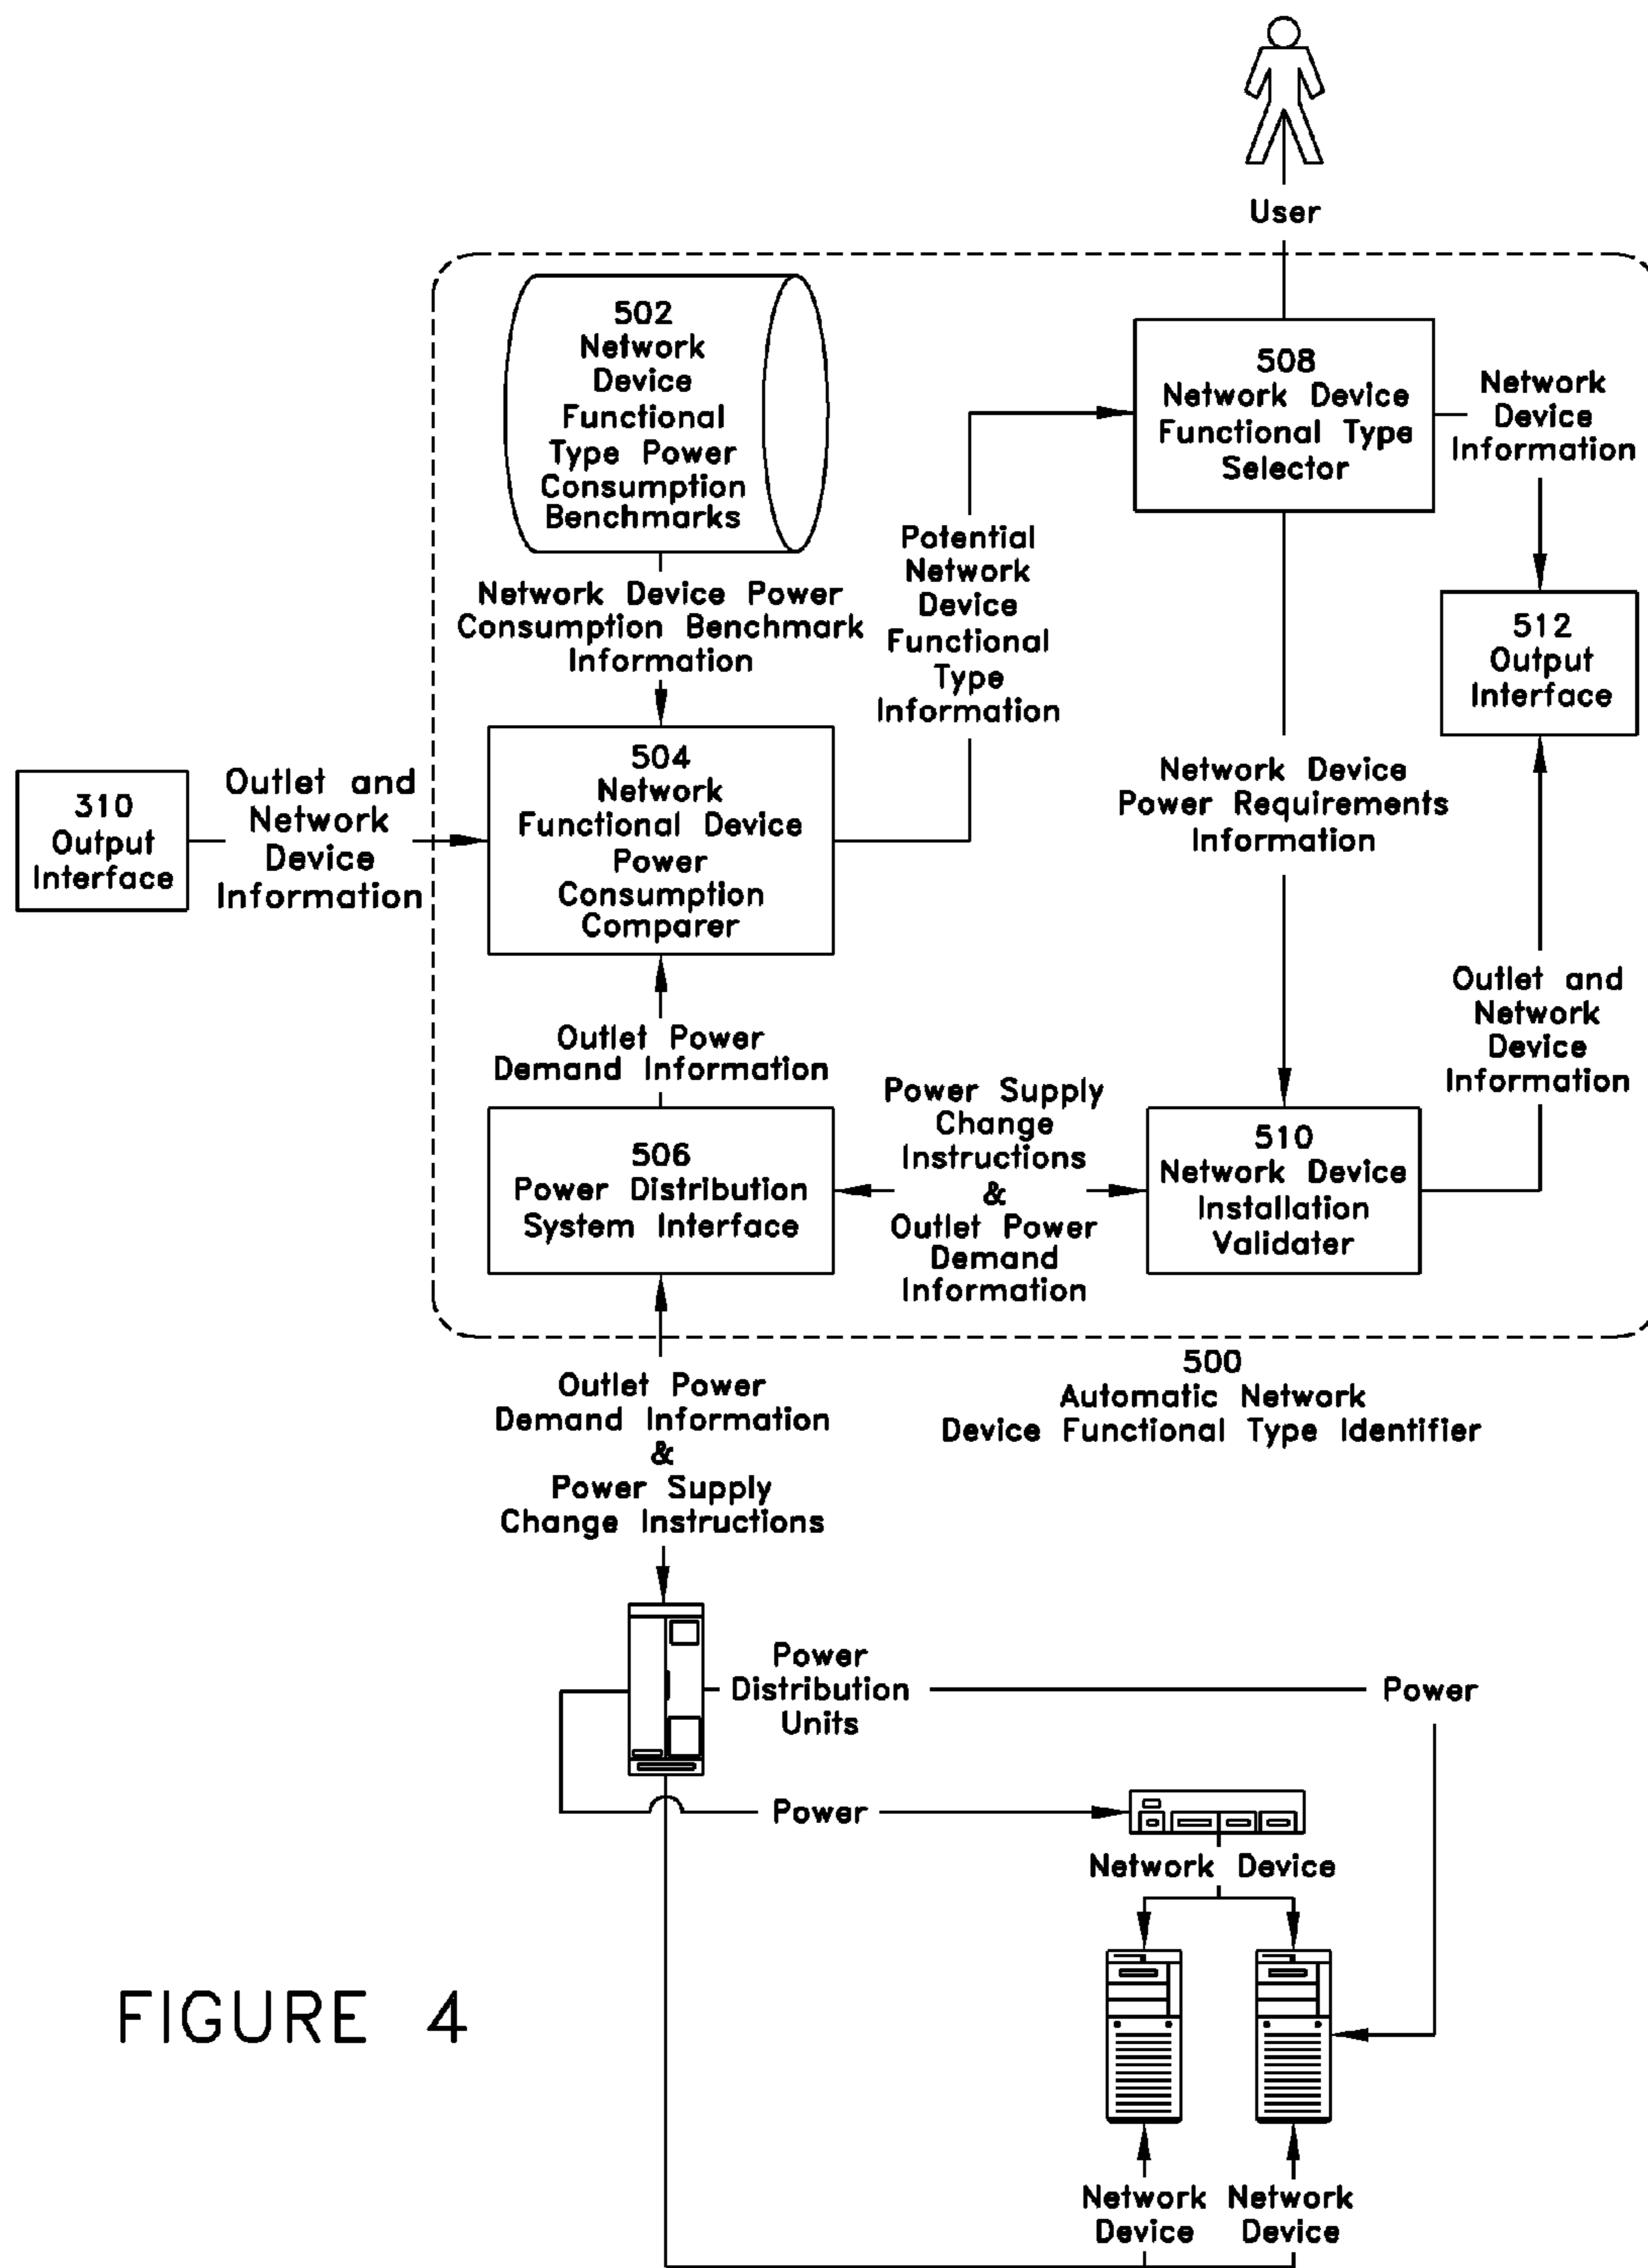 User
502
Network
Device
Functional
Type Power
Consumption
Benchmarks
508
Network Device
Functional Type
Selector
Network
Device
Information
Potential
Network
Device
Functional
Type
Information
Network Device Power
Consumption Benchmark
Information
512
Output
Interface
310
Output
Interface
Outlet and
Network
Device
Information
504
Network
Functional Device
Power
Consumption
Comparer
Network Device
Power Requirements
Information
Outlet Power
Demand Information
Outlet and
Network
Device
Information
506
Power Distribution
System Interface
Power Supply
Change
Instructions
&
Outlet Power
Demand
Information
510
Network Device
Installation
Validater
500
Automatic Network
Device Functional Type Identifier
Outlet Power
Demand Information
&
Power Supply
Change Instructions
Power
Distribution
Units
Power
Power
Network Device
Network
Device
Network
Device
FIGURE 4